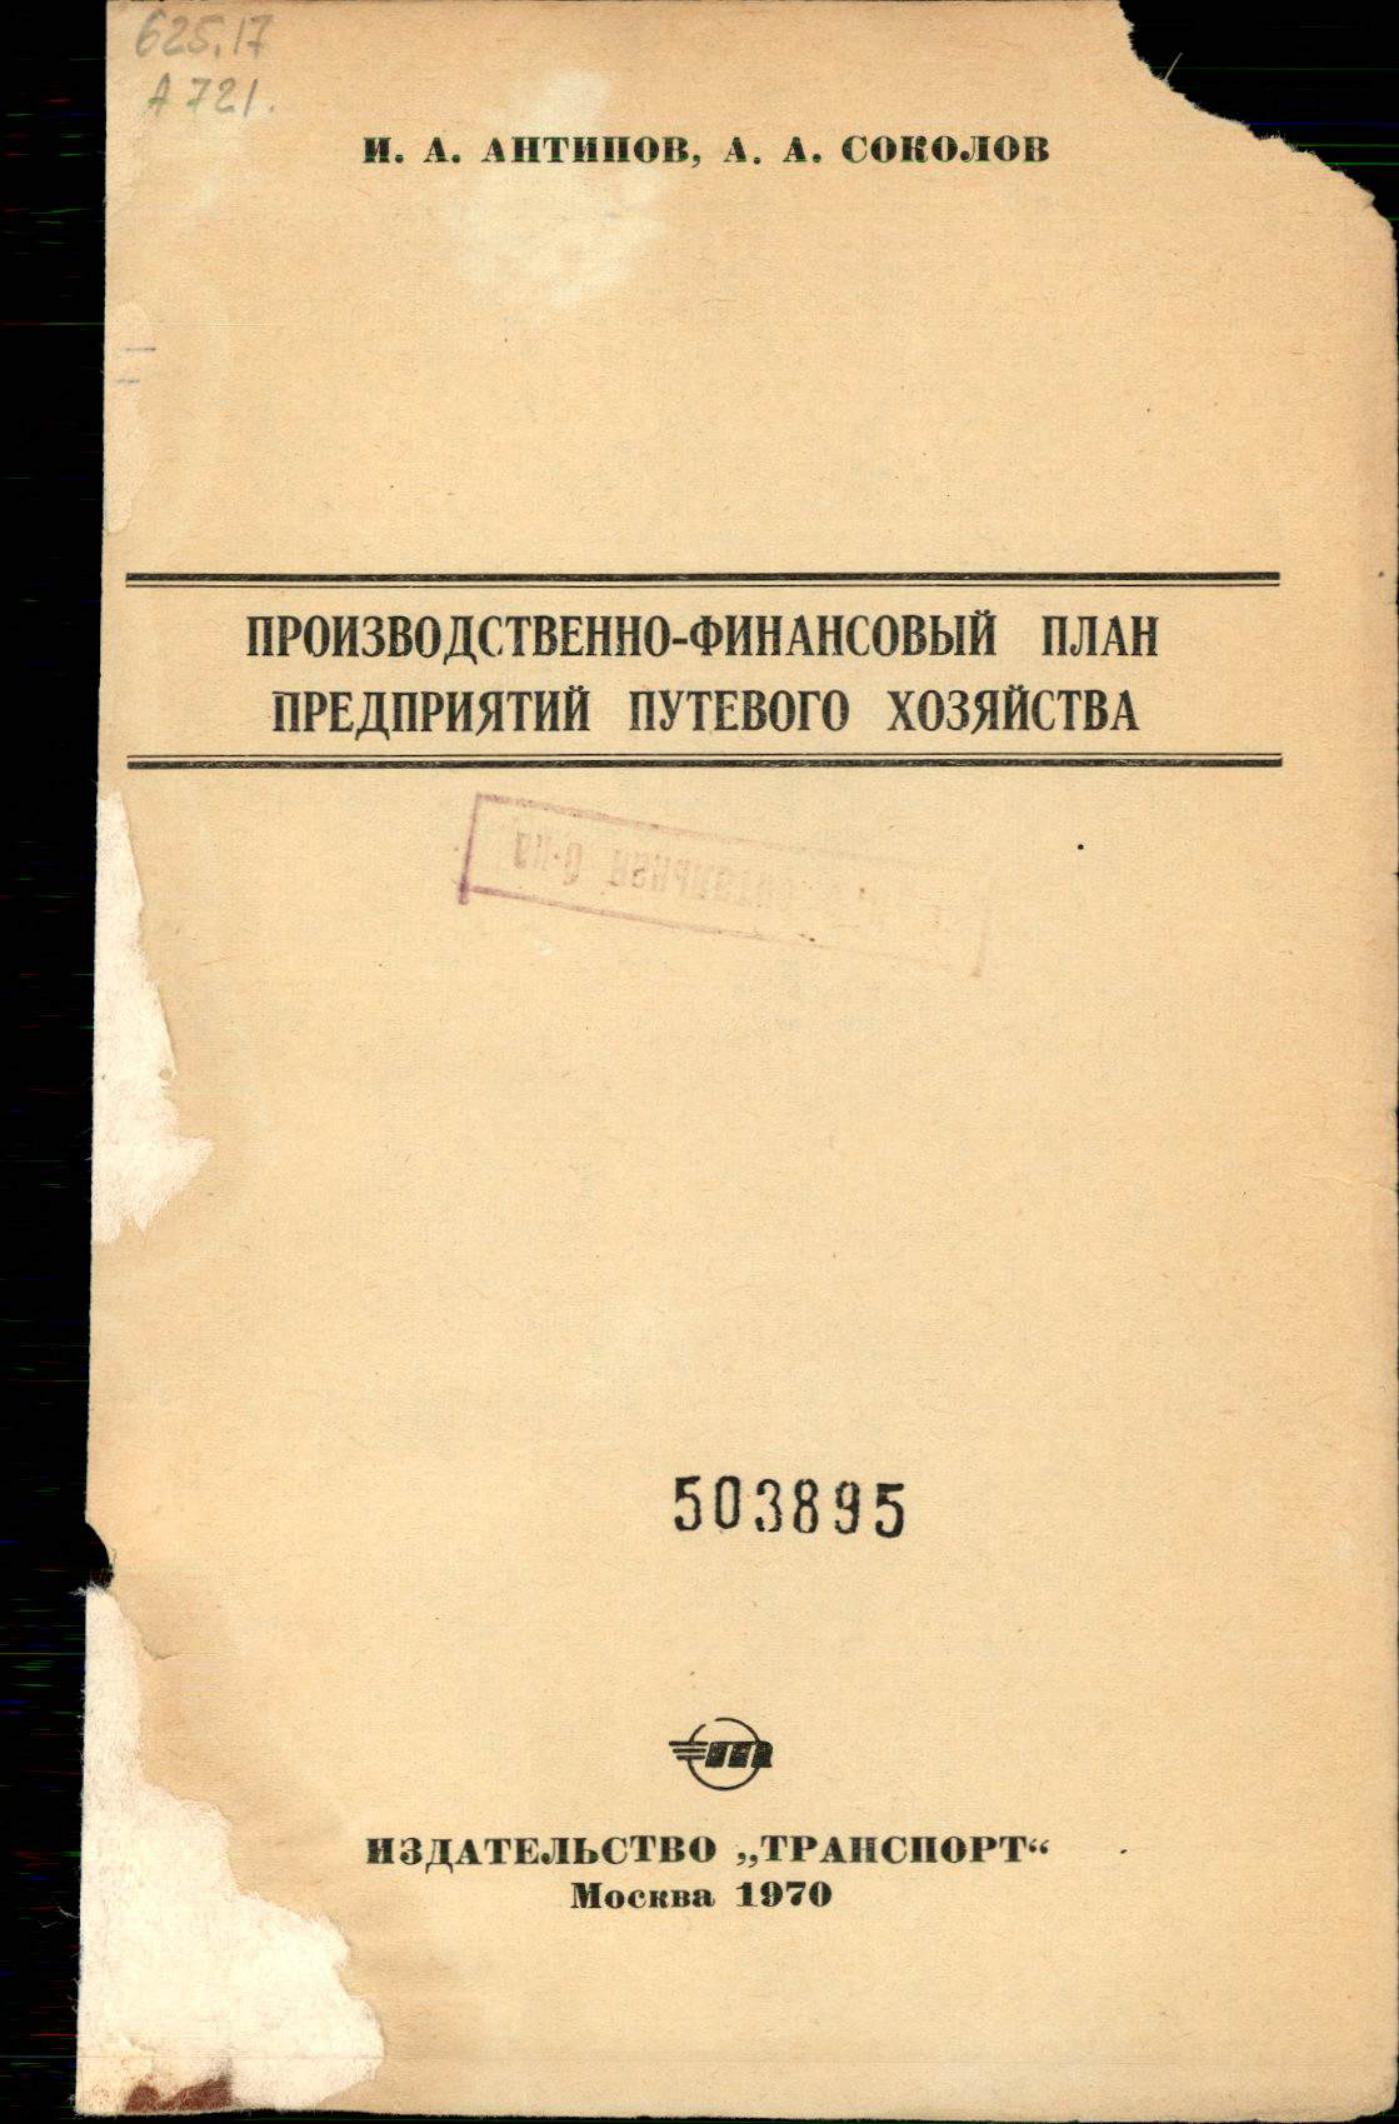 625.17
А 721.
И. А. АНТИПОВ, А. А. СОКОЛОВ
ПРОИЗВОДСТВЕННО-ФИНАНСОВЫЙ ПЛАН
ПРЕДПРИЯТИЙ ПУТЕВОГО ХОЗЯЙСТВА
503895
ИЗДАТЕЛЬСТВО „ТРАНСПОРТ“
Москва 1970